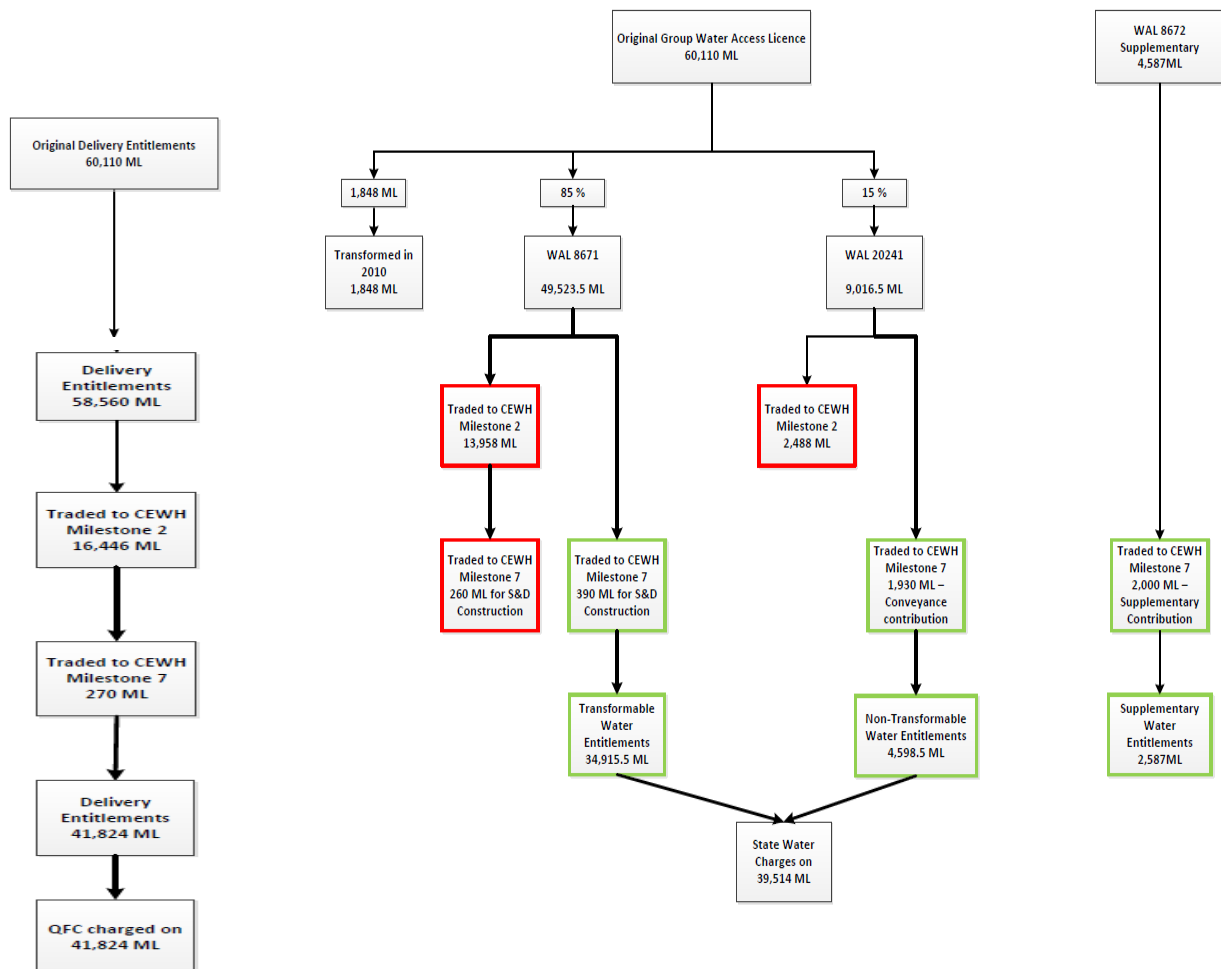 Original Delivery Entitlements
60,110 ML
Delivery
Entitlements
58,560 ML
Traded to CEWH
Milestone 2
16,446 ML
Traded to CEWH
Milestone 7
270 ML
Delivery
Entitlements
41,824 ML
QFC charged on
41,824 ML
Original Group Water Access Licence
60,110 ML
1,848 ML
85 %
15 %
Transformed in
2010
1,848 ML
WAL 8671
49,523.5 ML
WAL 20241
9,016.5 ML
Traded to CEWH
Milestone 2
13,958 ML
Traded to CEWH
Milestone 2
2,488 ML
Traded to CEWH
Milestone 7
260 ML for S&D
Construction
Traded to CEWH
Milestone 7
390 ML for S&D
Construction
Traded to CEWH
Milestone 7
1,930 ML –
Conveyance
contribution
Transformable
Water
Entitlements
34,915.5 ML
Non-Transformable
Water Entitlements
4,598.5 ML
State Water
Charges on
39,514 ML
WAL 8672
Supplementary
4,587ML
Traded to CEWH
Milestone 7
2,000 ML –
Supplementary
Contribution
Supplementary
Water
Entitlements
2,587ML